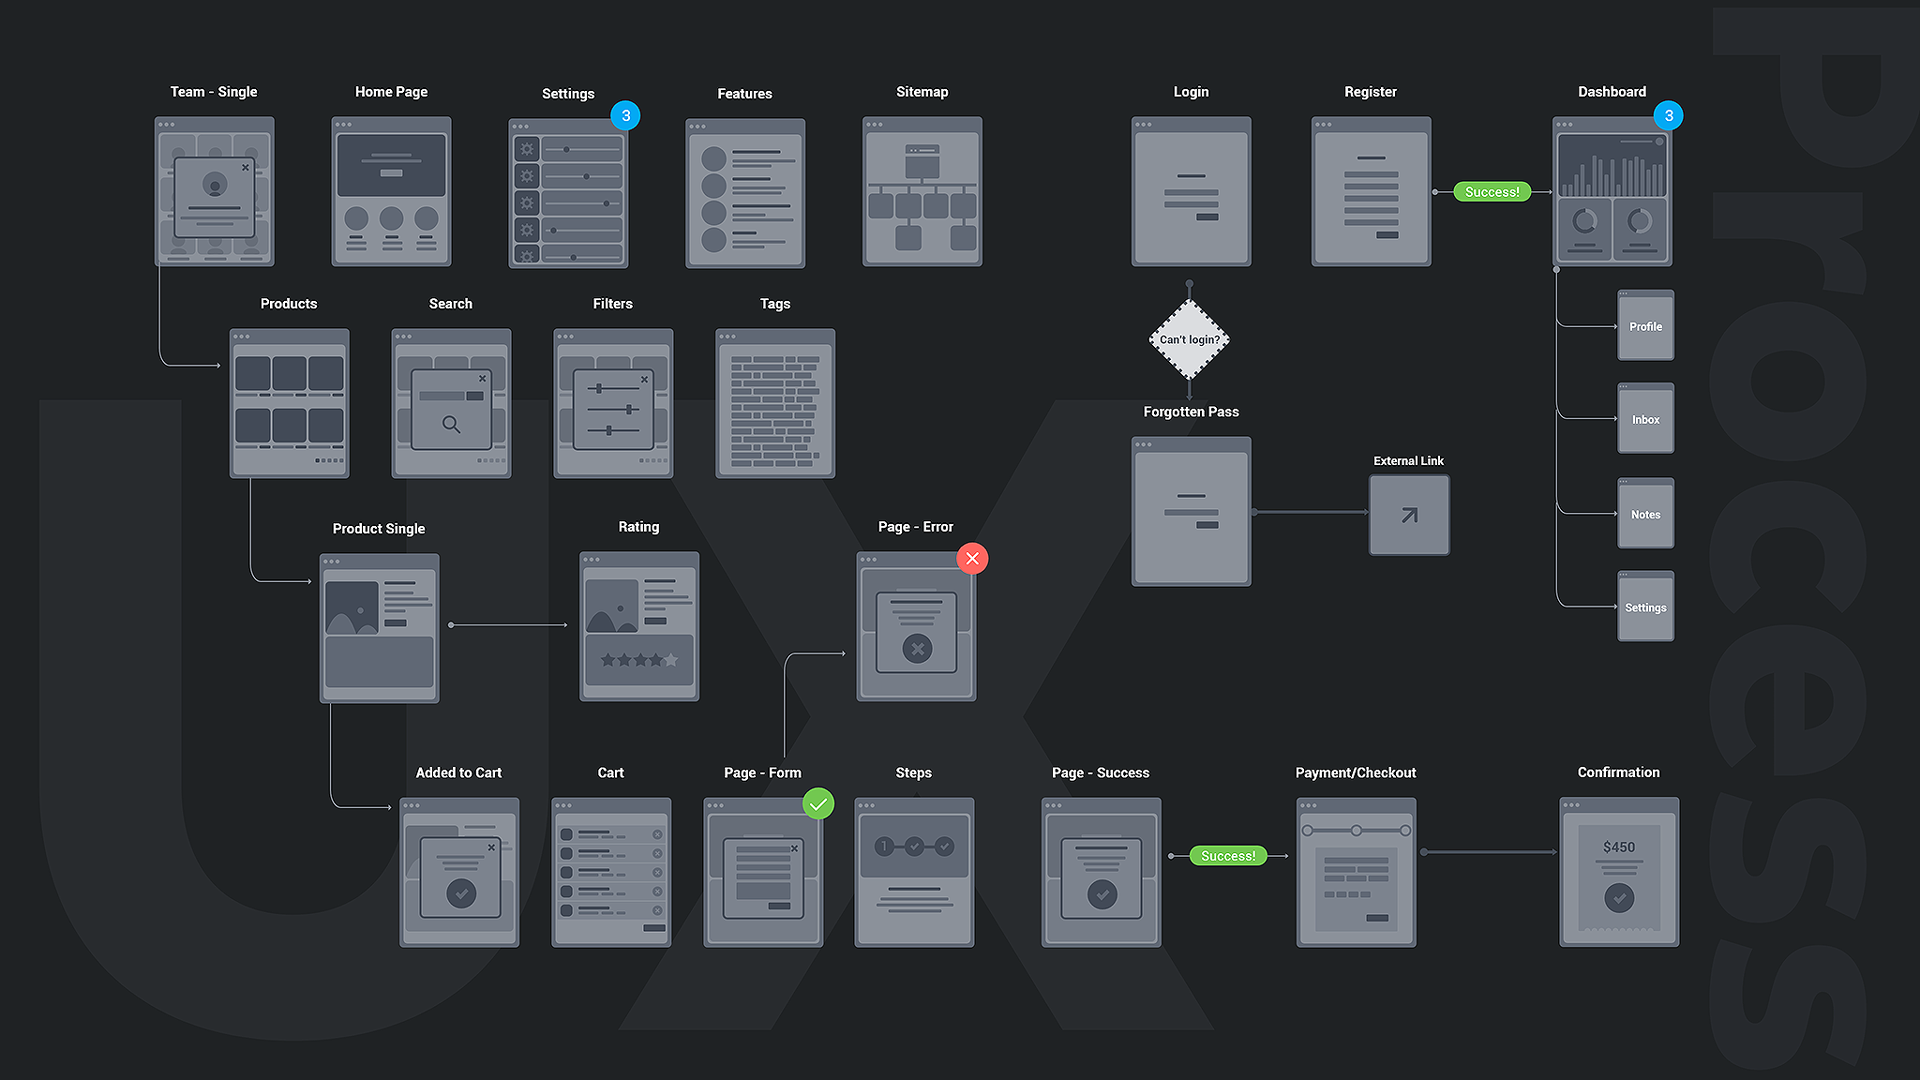 Team - Single
Home Page
Settings
3
Features
Sitemap
Login
Register
Success!
Dashboard
3
Products
Search
Filters
Tags
Can't login?
Profile
Inbox
Notes
Settings
Forgotten Pass
External Link
Product Single
Rating
Page - Error
Added to Cart
Cart
Page - Form
Steps
1
Page - Success
Success!
Payment/Checkout
Confirmation
$450
UX
Process